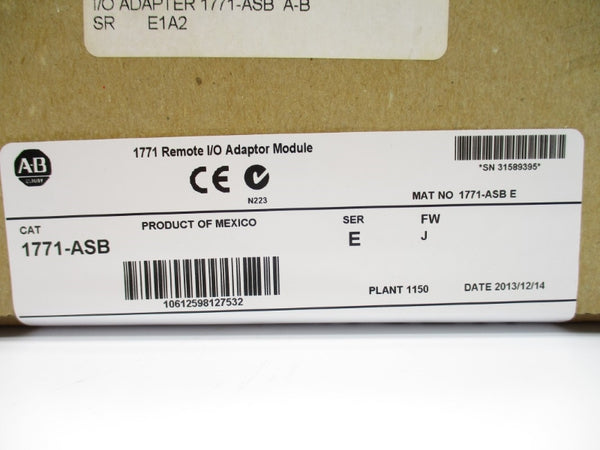 I/O ADAPTER 1771-ASB A-B
SR E1A2
A-B
1771 Remote I/O Adaptor Module
N223
*SN 31589395*
MAT NO 1771-ASB E
CAT
1771-ASB
PRODUCT OF MEXICO
SER
E
FW
J
10612598127532
PLANT 1150
DATE 2013/12/14
CE